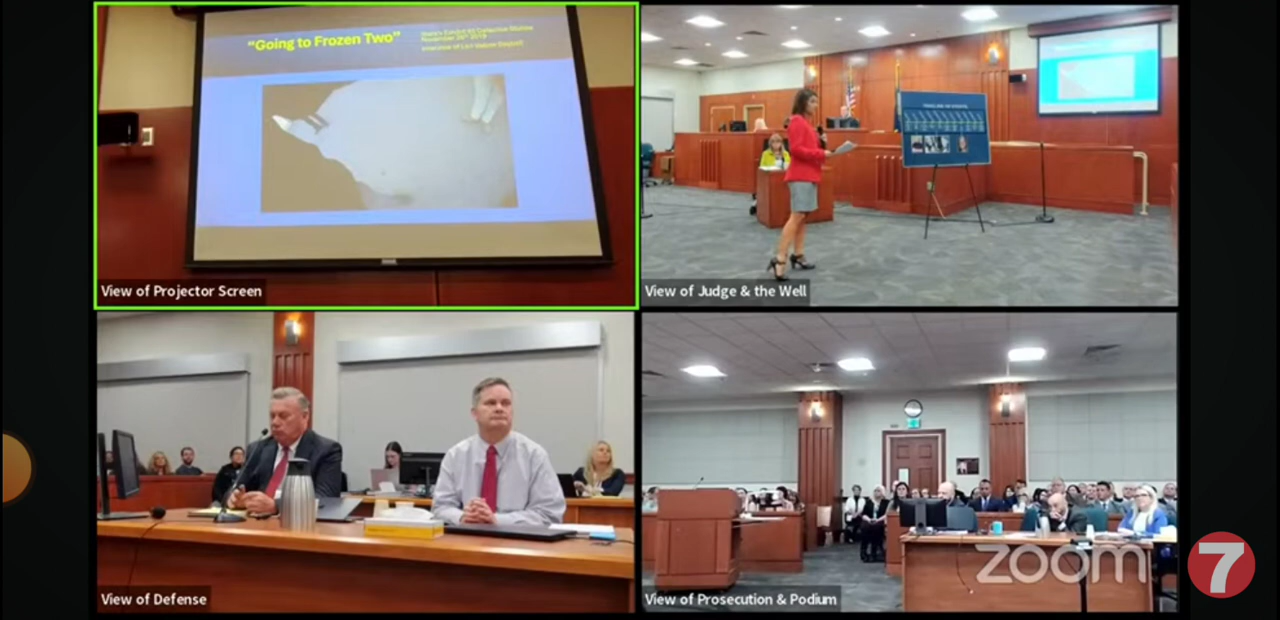 "Going to Frozen Two"
View of Projector Screen
View of Judge & the Well
View of Defense
View of Prosecution & Podium
zoom
7